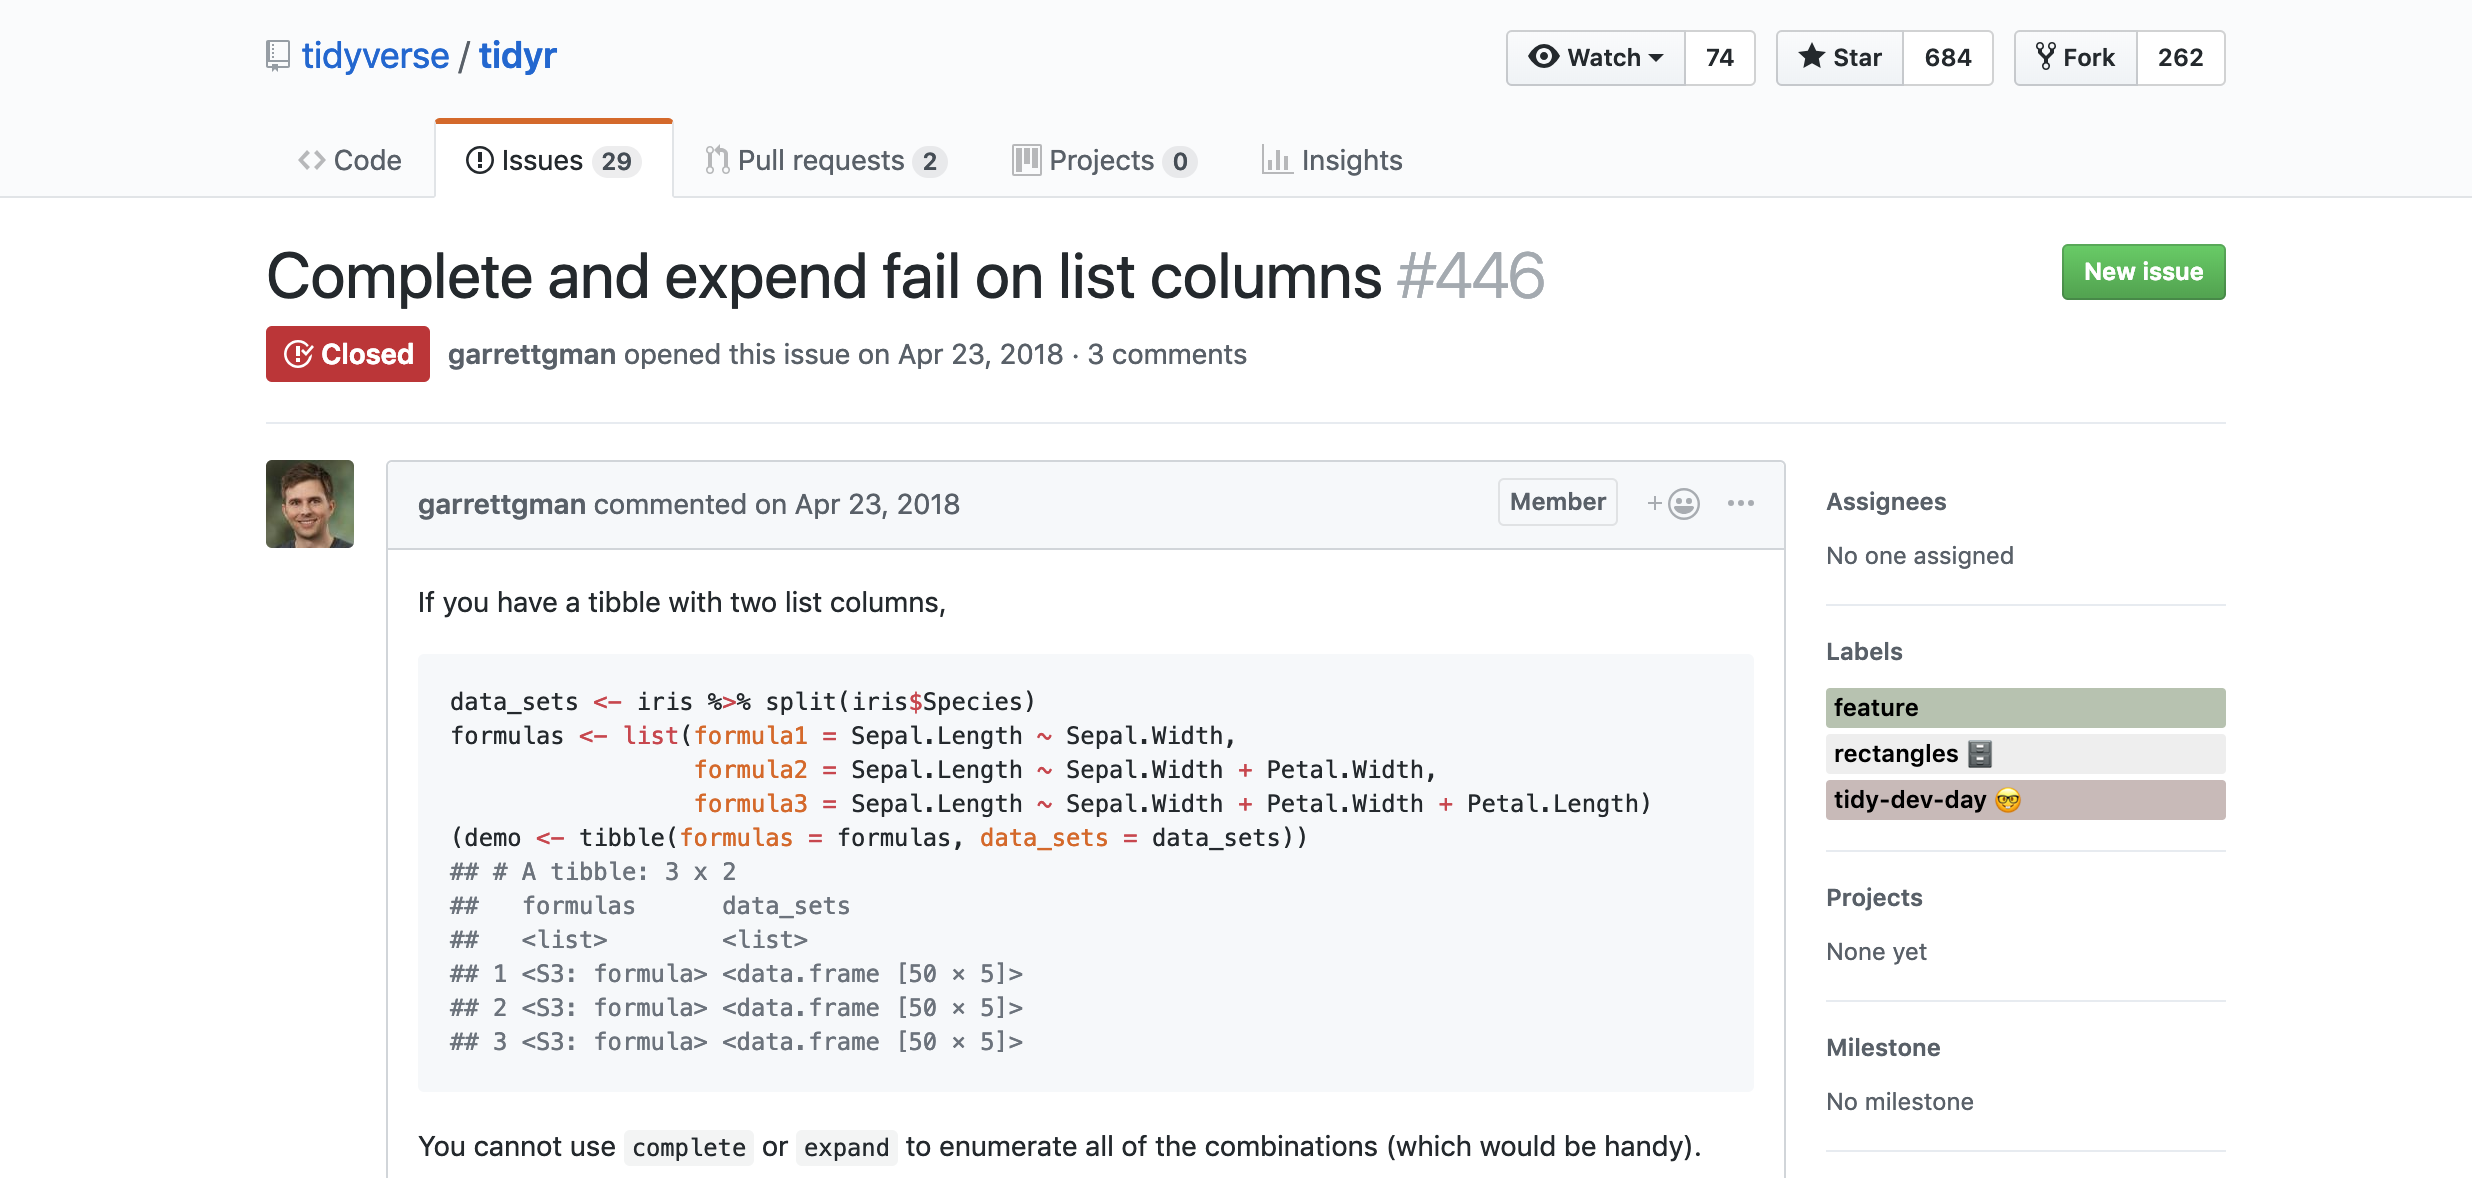 tidyverse / tidyr
Watch 74 Star 684 Fork 262
Code Issues 29 Pull requests 2 Projects 0 Insights
Complete and expend fail on list columns #446
New issue
Closed garrettgman opened this issue on Apr 23, 2018 · 3 comments
garrettgman commented on Apr 23, 2018 Member + ...
If you have a tibble with two list columns,
data_sets <- iris %>% split(iris$Species)
formulas <- list(formula1 = Sepal.Length ~ Sepal.Width,
                 formula2 = Sepal.Length ~ Sepal.Width + Petal.Width,
                 formula3 = Sepal.Length ~ Sepal.Width + Petal.Width + Petal.Length)
(demo <- tibble(formulas = formulas, data_sets = data_sets))
## # A tibble: 3 x 2
##   formulas      data_sets
##   <list>        <list>
## 1 <S3: formula> <data.frame [50 × 5]>
## 2 <S3: formula> <data.frame [50 × 5]>
## 3 <S3: formula> <data.frame [50 × 5]>
You cannot use complete or expand to enumerate all of the combinations (which would be handy).
Assignees
No one assigned
Labels
feature
rectangles 🗄️
tidy-dev-day 🤓
Projects
None yet
Milestone
No milestone